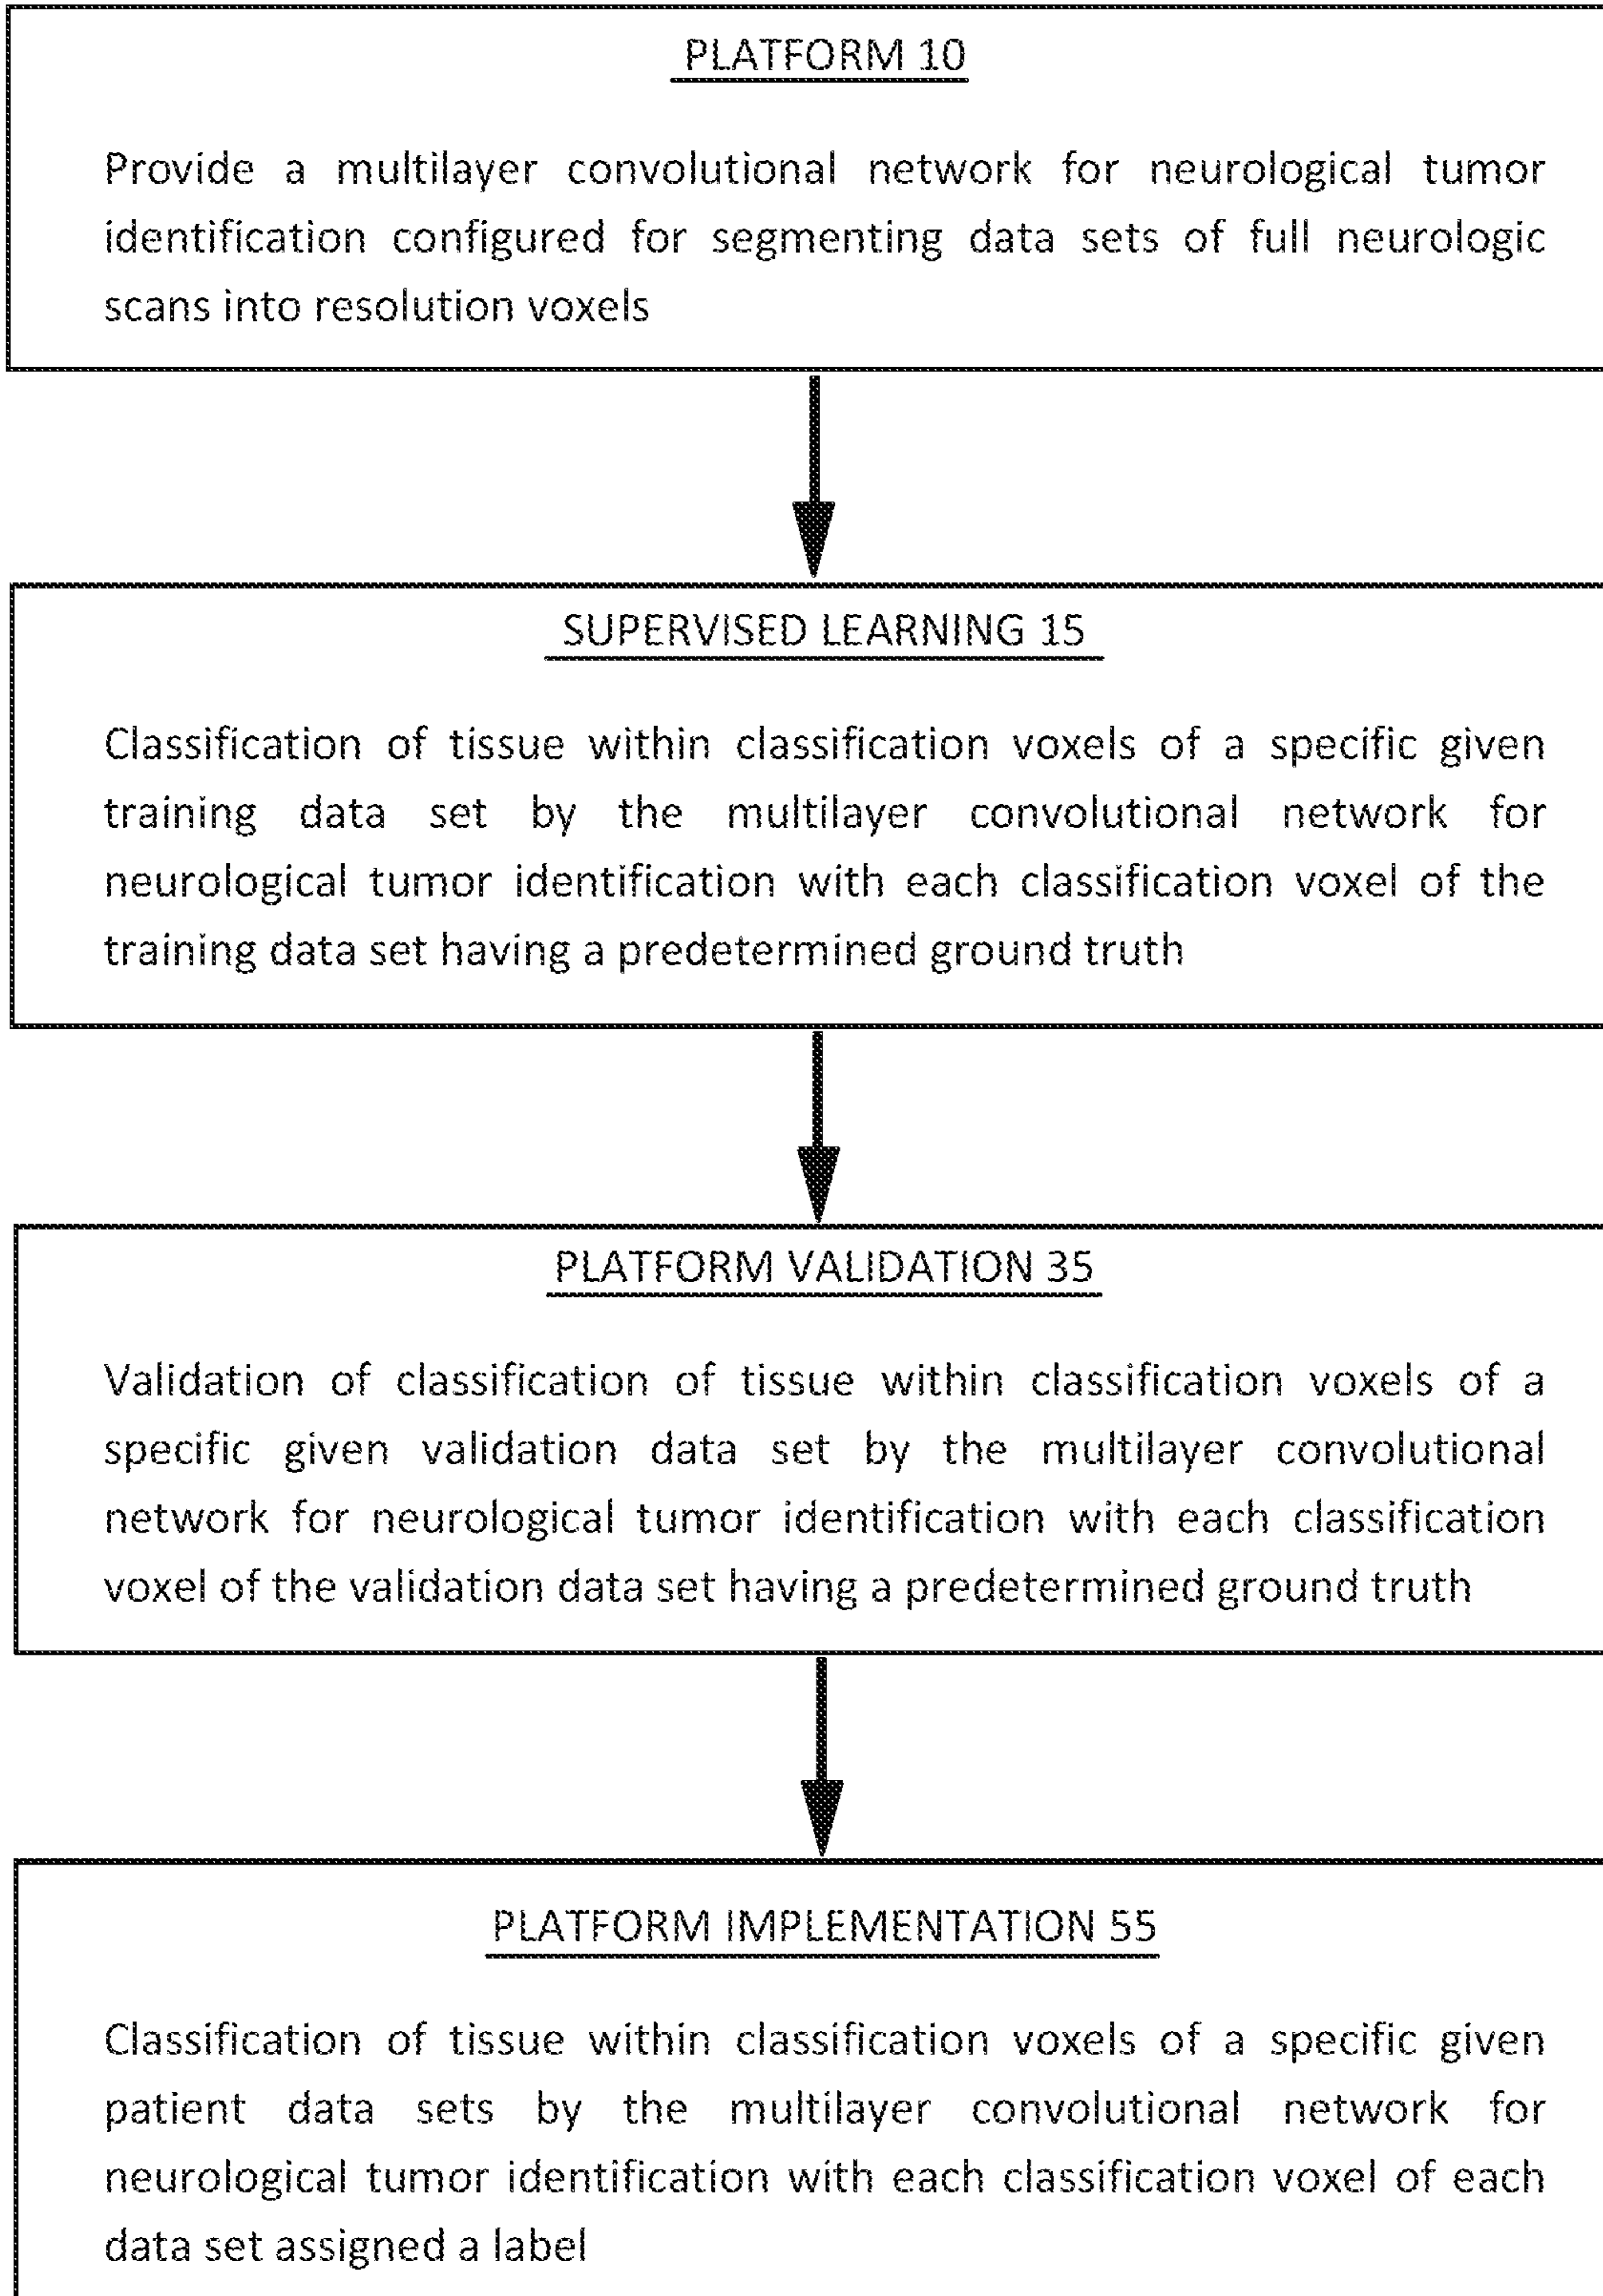 PLATFORM 10
Provide a multilayer convolutional network for neurological tumor
identification configured for segmenting data sets of full neurologic
scans into resolution voxels
SUPERVISED LEARNING 15
Classification of tissue within classification voxels of a specific given
training data set by the multilayer convolutional network for
neurological tumor identification with each classification voxel of the
training data set having a predetermined ground truth
PLATFORM VALIDATION 35
Validation of classification of tissue within classification voxels of a
specific given validation data set by the multilayer convolutional
network for neurological tumor identification with each classification
voxel of the validation data set having a predetermined ground truth
PLATFORM IMPLEMENTATION 55
Classification of tissue within classification voxels of a specific given
patient data sets by the multilayer convolutional network for
neurological tumor identification with each classification voxel of each
data set assigned a label